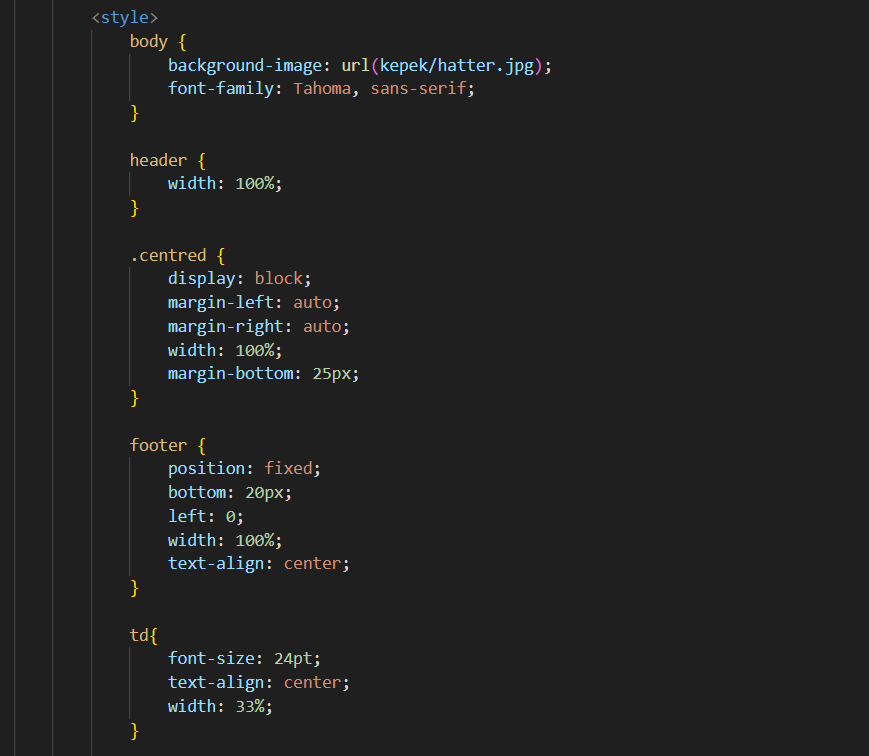 <style>
body {
background-image: url(kepek/hatter.jpg);
font-family: Tahoma, sans-serif;
}
header {
width: 100%;
}
.centred {
display: block;
margin-left: auto;
margin-right: auto;
width: 100%;
margin-bottom: 25px;
}
footer {
position: fixed;
bottom: 20px;
left: 0;
width: 100%;
text-align: center;
}
td{
font-size: 24pt;
text-align: center;
width: 33%;
}